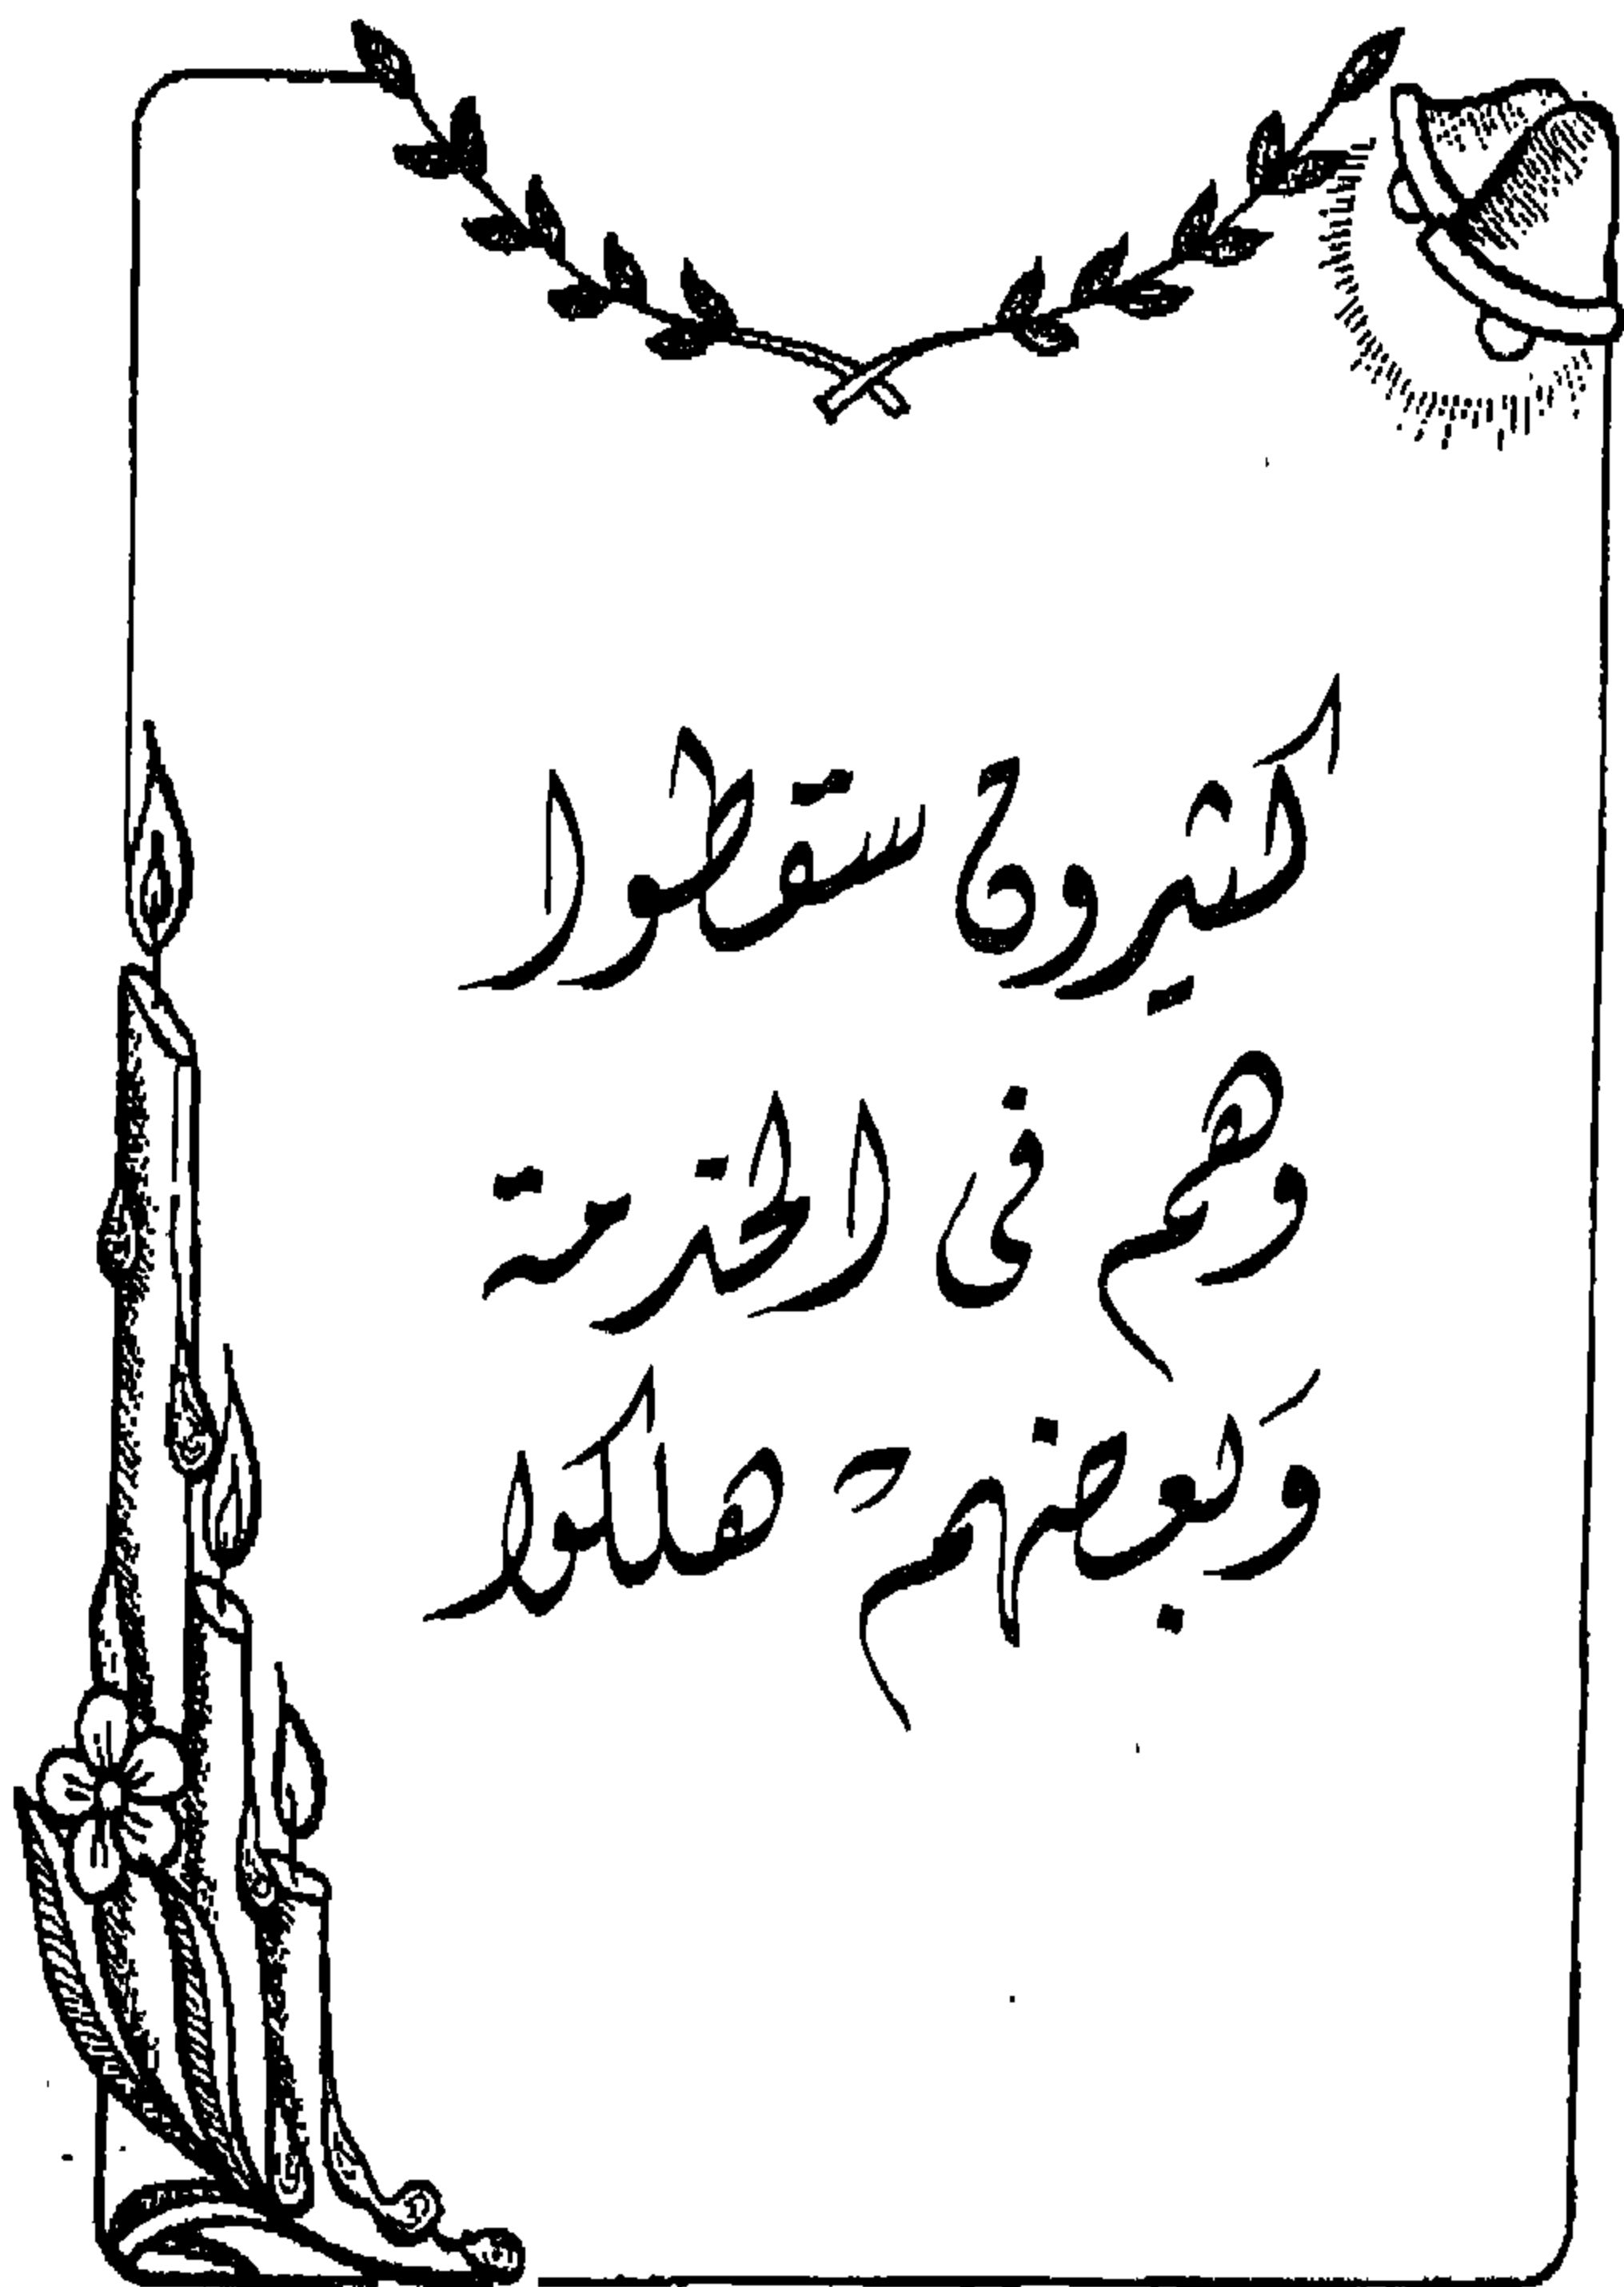 كثيرون سقطوا
وهم فى الخدمة
وبعضهم هلكوا